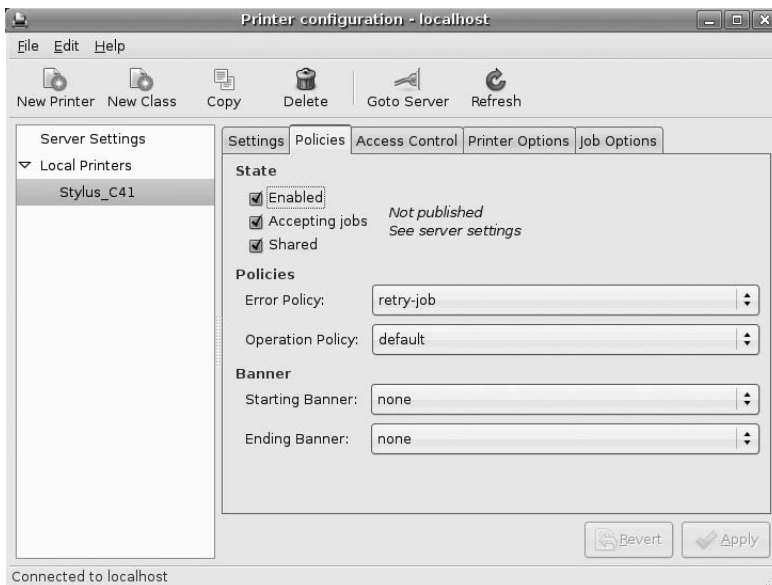 Printer configuration - localhost
File Edit Help
New Printer New Class Copy Delete Goto Server Refresh
Server Settings
Local Printers
Stylus_C41
Settings Policies Access Control Printer Options Job Options
State
Enabled
Accepting jobs
Shared
Not published
See server settings
Policies
Error Policy: retry-job
Operation Policy: default
Banner
Starting Banner: none
Ending Banner: none
Revert Apply
Connected to localhost